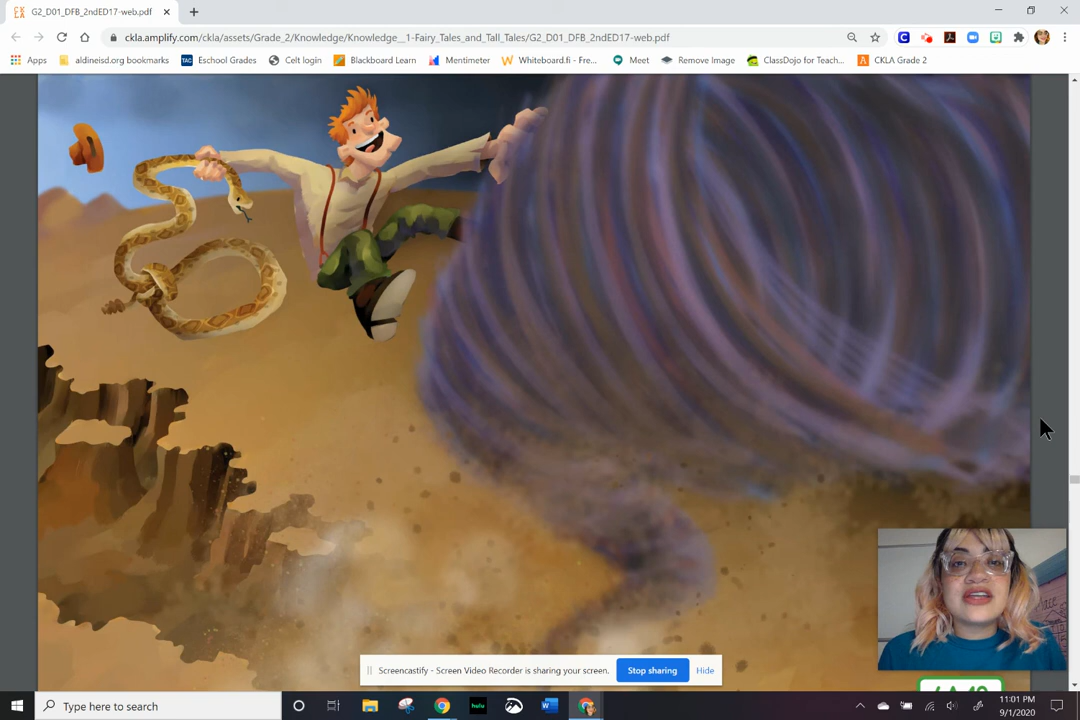 G2_D01_DFB_2ndED17-web.pdf
ckla.amplify.com/ckla/assets/Grade_2/Knowledge/Knowledge__1-Fairy_Tales_and_Tall_Tales/G2_D01_DFB_2ndED17-web.pdf
Apps aldineisd.org bookmarks Eschool Grades Celt login Blackboard Learn Mentimeter Whiteboard.fi - Fre... Meet Remove Image ClassDojo for Teach... CKLA Grade 2
Screencastify - Screen Video Recorder is sharing your screen. Stop sharing Hide
Type here to search
hulu
11:01 PM
9/1/2020